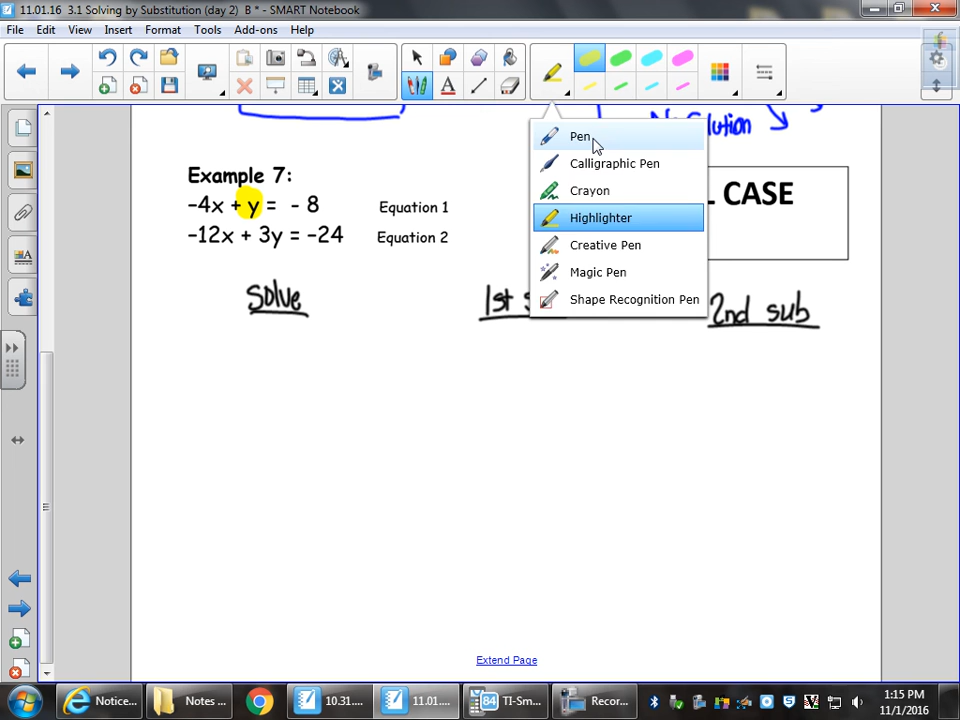 11.01.16 3.1 Solving by Substitution (day 2) B * - SMART Notebook
File Edit View Insert Format Tools Add-ons Help
No Solution
Example 7:
-4x + y = - 8 Equation 1
-12x + 3y = -24 Equation 2
CASE
Pen
Calligraphic Pen
Crayon
Highlighter
Creative Pen
Magic Pen
Shape Recognition Pen
Solve 1st 2nd sub
Extend Page
Notice... Notes ... 10.31.... 11.01.... TI-Sm... Recor...
1:15 PM
11/1/2016